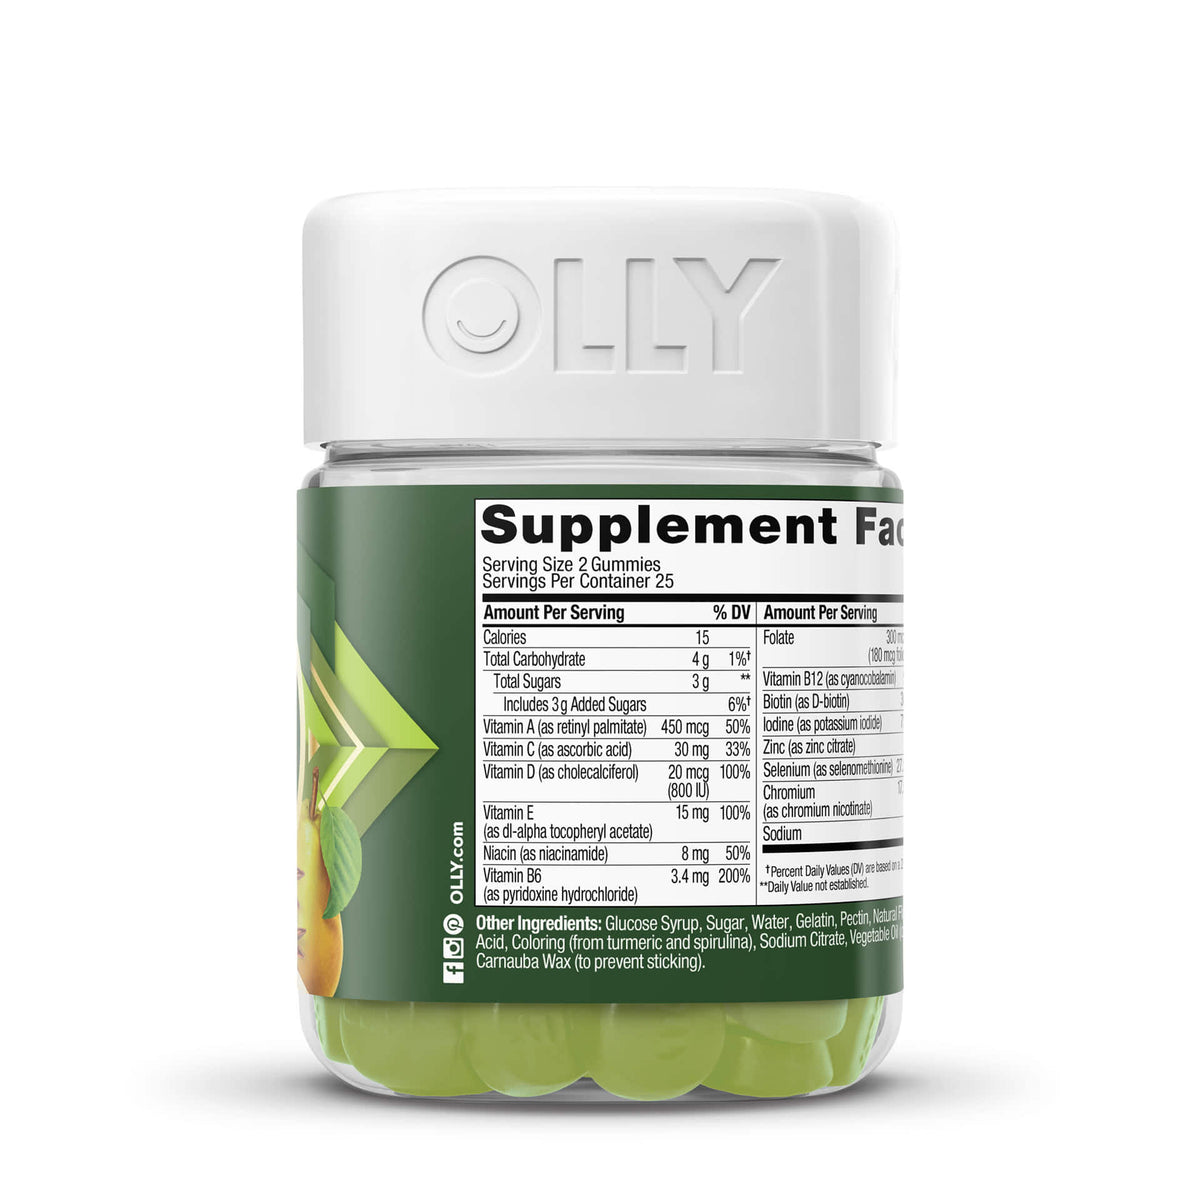 OLLY
Supplement
Serving Size 2 Gummies
Servings Per Container 25
Amount Per Serving % DV
Calories 15
Total Carbohydrate 4 g 1%†
Total Sugars 3 g **
Includes 3 g Added Sugars 6%†
Vitamin A (as retinyl palmitate) 450 mcg 50%
Vitamin C (as ascorbic acid) 30 mg 33%
Vitamin D (as cholecalciferol) 20 mcg 100%
(800 IU)
Vitamin E 15 mg 100%
(as dl-alpha tocopheryl acetate)
Niacin (as niacinamide) 8 mg 50%
Vitamin B6 3.4 mg 200%
(as pyridoxine hydrochloride)
Amount Per Serving
Folate 300
(180 mcg
Vitamin B12 (as cyanocobalamin)
Biotin (as D-biotin)
Iodine (as potassium iodide)
Zinc (as zinc citrate)
Selenium (as selenomethionine)
Chromium
(as chromium nicotinate)
Sodium
†Percent Daily Values (DV) are based on a
**Daily Value not established.
Other Ingredients: Glucose Syrup, Sugar, Water, Gelatin, Pectin, Natural
Acid, Coloring (from turmeric and spirulina), Sodium Citrate, Vegetable Oil
Carnauba Wax (to prevent sticking).
OLLY.com